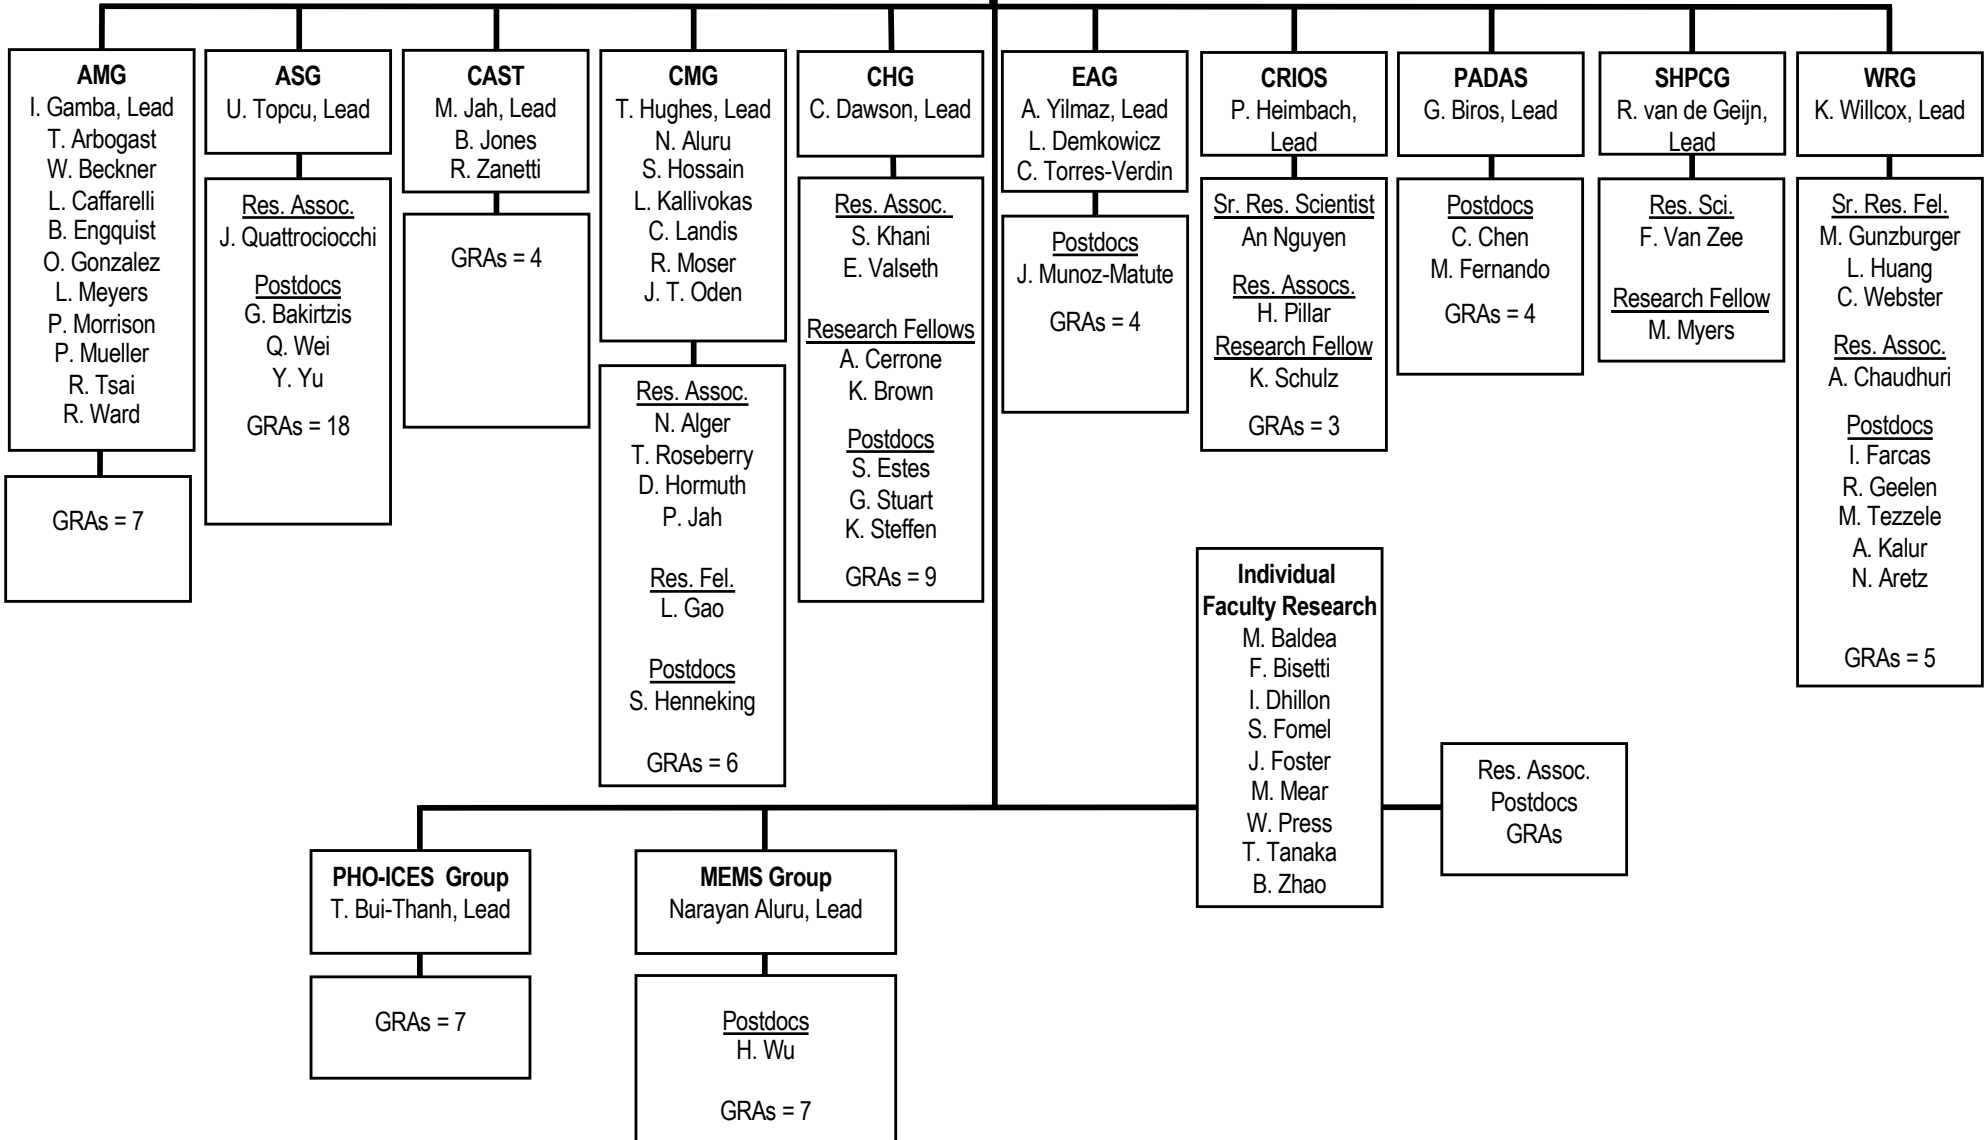 AMG
I. Gamba, Lead
T. Arbogast
W. Beckner
L. Caffarelli
B. Engquist
O. Gonzalez
L. Meyers
P. Morrison
P. Mueller
R. Tsai
R. Ward
GRAs = 7
ASG
U. Topcu, Lead
Res. Assoc.
J. Quattrociocchi
Postdocs
G. Bakirtzis
Q. Wei
Y. Yu
GRAs = 18
CAST
M. Jah, Lead
B. Jones
R. Zanetti
GRAs = 4
CMG
T. Hughes, Lead
N. Aluru
S. Hossain
L. Kallivokas
C. Landis
R. Moser
J. T. Oden
Res. Assoc.
N. Alger
T. Roseberry
D. Hormuth
P. Jah
Res. Fel.
L. Gao
Postdocs
S. Henneking
GRAs = 6
CHG
C. Dawson, Lead
Res. Assoc.
S. Khani
E. Valseth
Research Fellows
A. Cerrone
K. Brown
Postdocs
S. Estes
G. Stuart
K. Steffen
GRAs = 9
EAG
A. Yilmaz, Lead
L. Demkowicz
C. Torres-Verdin
Postdocs
J. Munoz-Matute
GRAs = 4
CRIOS
P. Heimbach,
Lead
Sr. Res. Scientist
An Nguyen
Res. Assocs.
H. Pillar
Research Fellow
K. Schulz
GRAs = 3
PADAS
G. Biros, Lead
Postdocs
C. Chen
M. Fernando
GRAs = 4
SHPCG
R. van de Geijn,
Lead
Res. Sci.
F. Van Zee
Research Fellow
M. Myers
WRG
K. Willcox, Lead
Sr. Res. Fel.
M. Gunzburger
L. Huang
C. Webster
Res. Assoc.
A. Chaudhuri
Postdocs
I. Farcas
R. Geelen
M. Tezzele
A. Kalur
N. Aretz
GRAs = 5
Individual
Faculty Research
M. Baldea
F. Bisetti
I. Dhillon
S. Fomel
J. Foster
M. Mear
W. Press
T. Tanaka
B. Zhao
Res. Assoc.
Postdocs
GRAs
PHO-ICES Group
T. Bui-Thanh, Lead
GRAs = 7
MEMS Group
Narayan Aluru, Lead
Postdocs
H. Wu
GRAs = 7